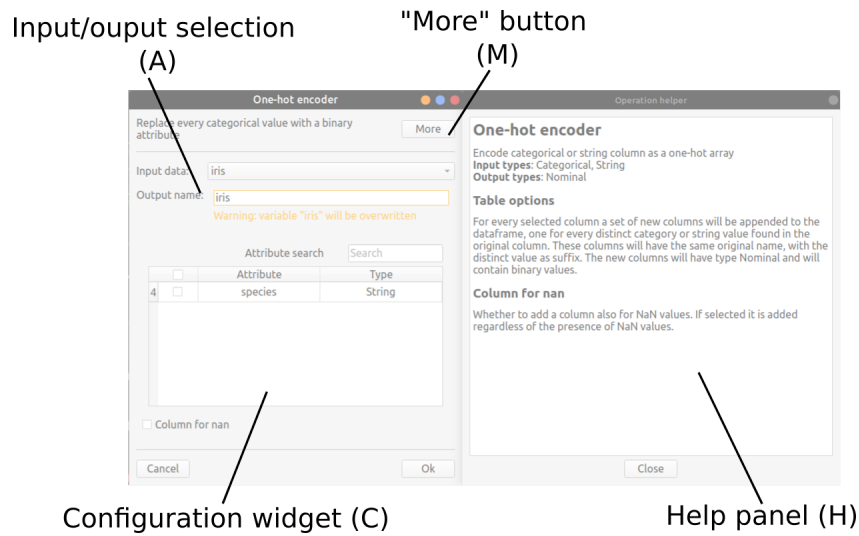 Input/ouput selection
(A)
"More" button
(M)
One-hot encoder
Replace every categorical value with a binary
attribute
More
Input data:
iris
Output name:
iris
Warning: variable "iris" will be overwritten
Attribute search
Search
Attribute Type
4 species String
Column for nan
Cancel
Ok
Operation helper
One-hot encoder
Encode categorical or string column as a one-hot array
Input types: Categorical, String
Output types: Nominal
Table options
For every selected column a set of new columns will be appended to the
dataframe, one for every distinct category or string value found in the
original column. These columns will have the same original name, with the
distinct value as suffix. The new columns will have type Nominal and will
contain binary values.
Column for nan
Whether to add a column also for NaN values. If selected it is added
regardless of the presence of NaN values.
Close
Configuration widget (C)
Help panel (H)